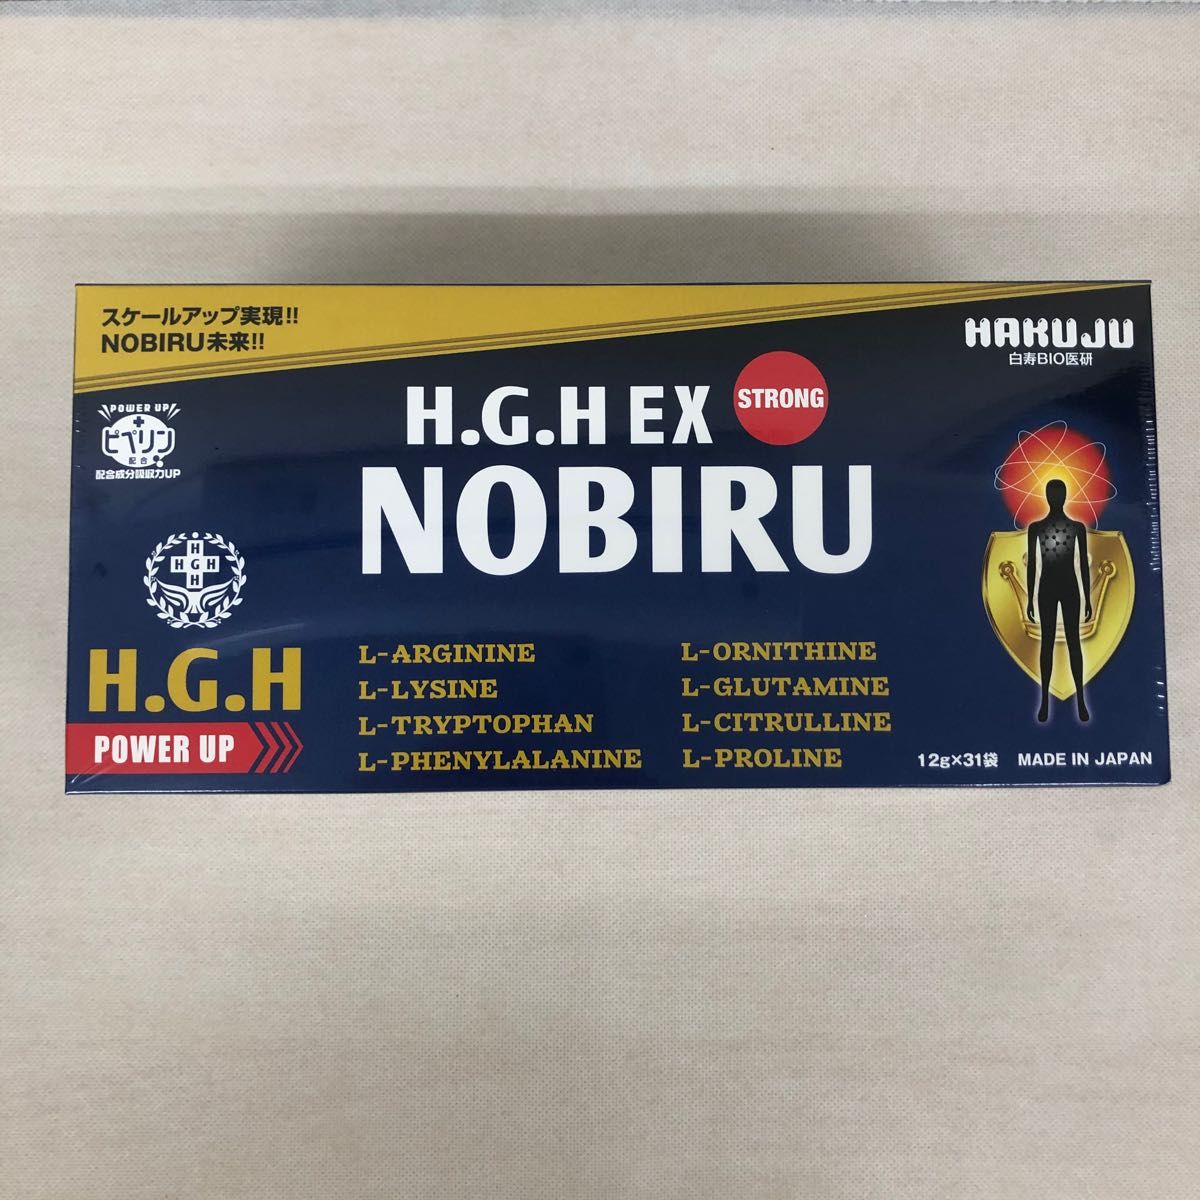 スケールアップ実現!!
NOBIRU未来!!
HAKUJU
白寿BIO医研
H.G.H EX
STRONG
NOBIRU
POWER UP
ピペリン
配合
配合成分吸収力UP
H
HGH
H
H.G.H
POWER UP
L-ARGININE
L-LYSINE
L-TRYPTOPHAN
L-PHENYLALANINE
L-ORNITHINE
L-GLUTAMINE
L-CITRULLINE
L-PROLINE
12g×31袋 MADE IN JAPAN